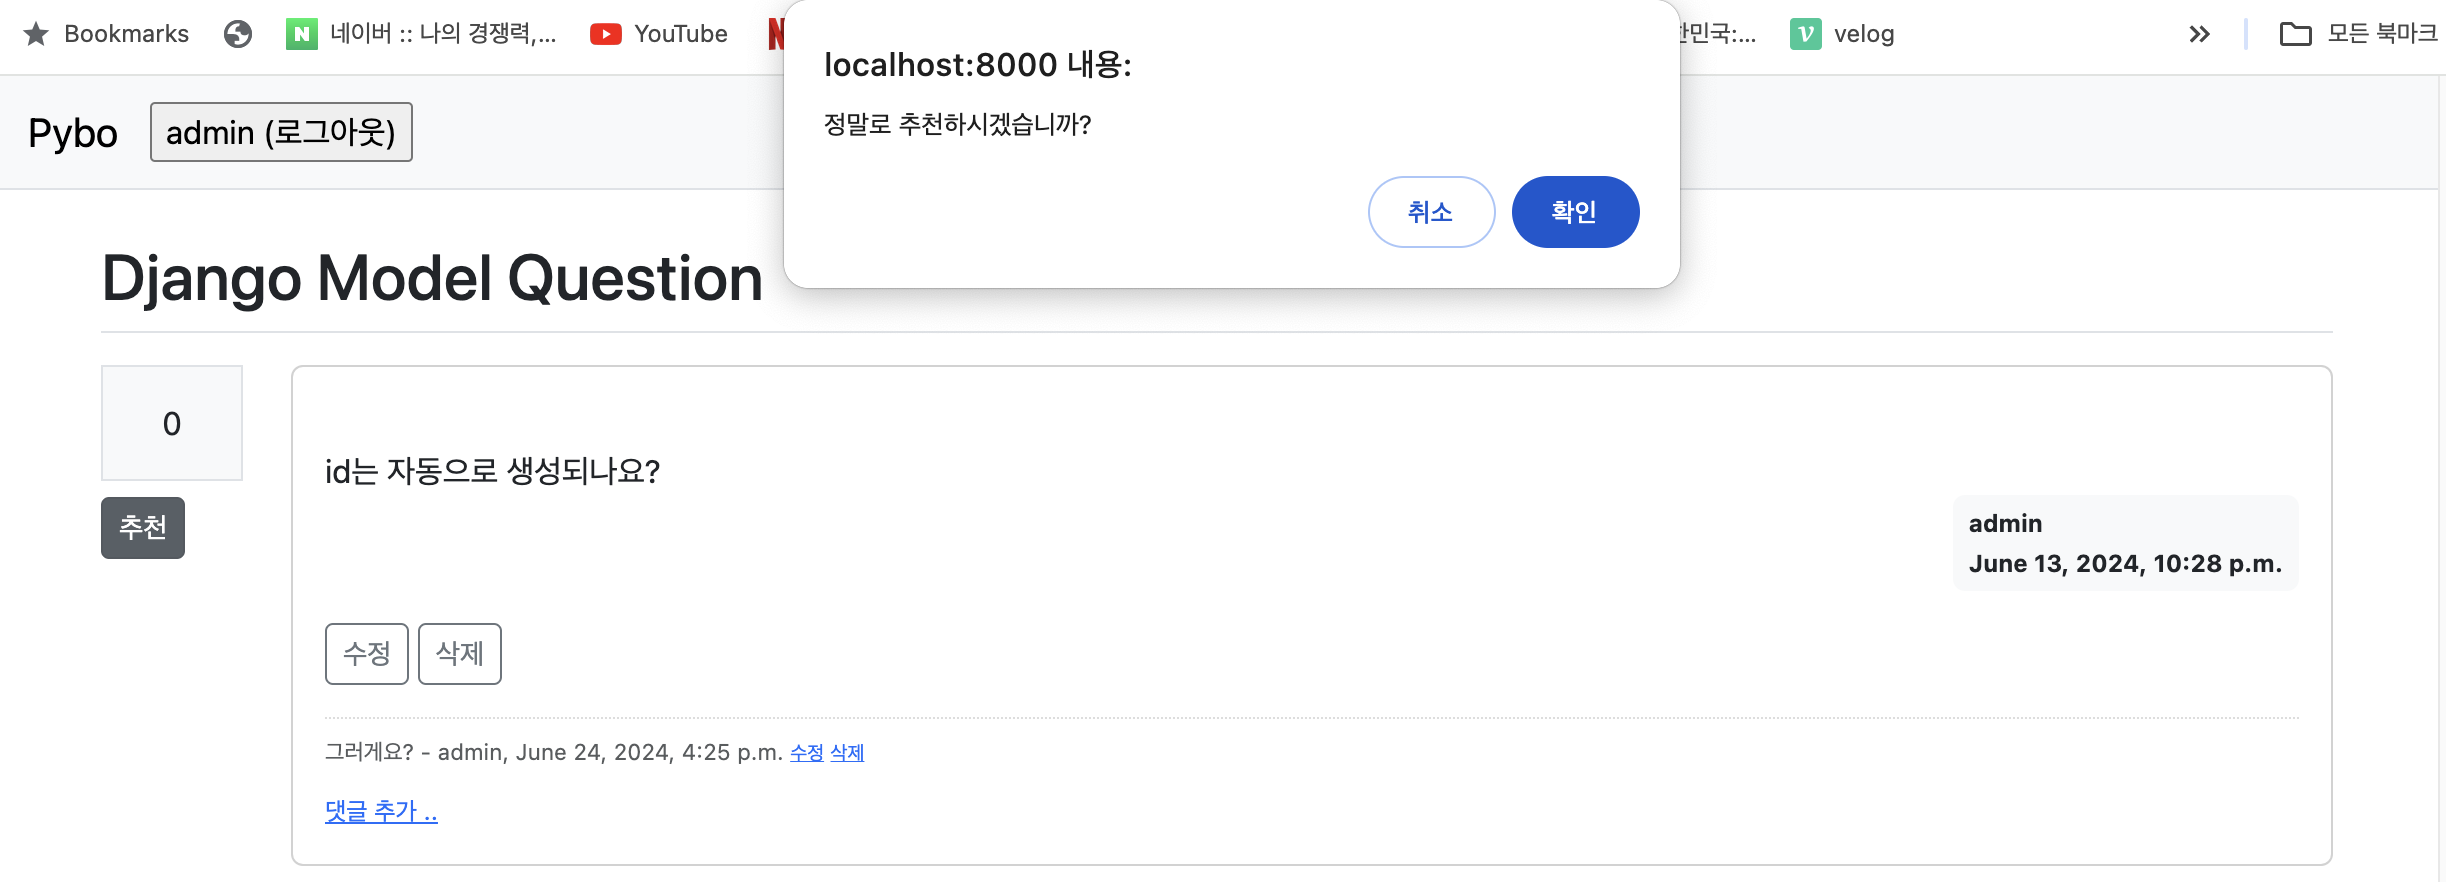 Bookmarks 네이버 :: 나의 경쟁력,... YouTube velog 모든 북마크
localhost:8000 내용:
정말로 추천하시겠습니까?
취소 확인
Pybo admin (로그아웃)
Django Model Question
0
추천
id는 자동으로 생성되나요?
admin
June 13, 2024, 10:28 p.m.
수정 삭제
그러게요? - admin, June 24, 2024, 4:25 p.m. 수정 삭제
댓글 추가 ..